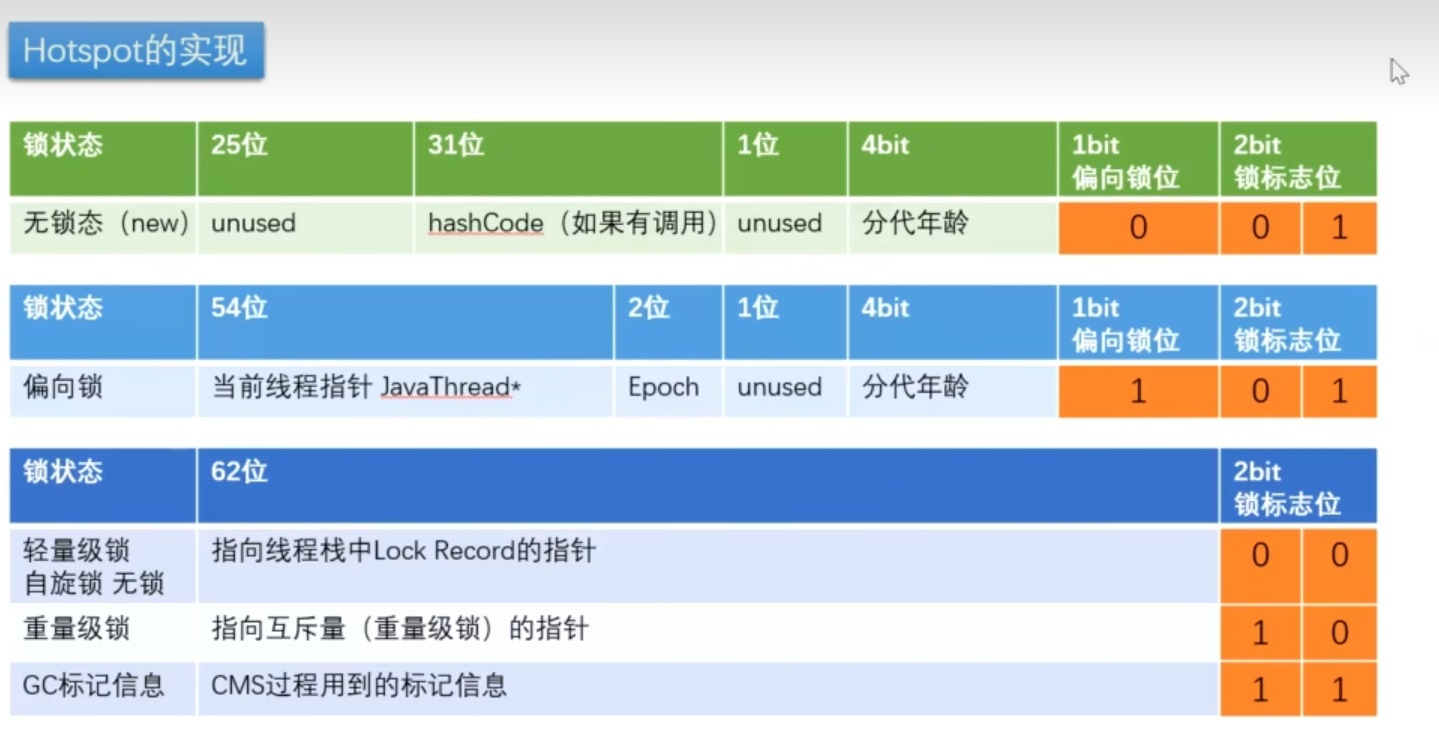 Hotspot的实现
锁状态 25位 31位 1位 4bit 1bit 2bit
偏向锁位 锁标志位
无锁态（new） unused hashCode（如果有调用） unused 分代年龄 0 0 1
锁状态 54位 2位 1位 4bit 1bit 2bit
偏向锁位 锁标志位
偏向锁 当前线程指针 JavaThread* Epoch unused 分代年龄 1 0 1
锁状态 62位 2bit
锁标志位
轻量级锁 指向线程栈中Lock Record的指针 0 0
自旋锁 无锁
重量级锁 指向互斥量（重量级锁）的指针 1 0
GC标记信息 CMS过程用到的标记信息 1 1